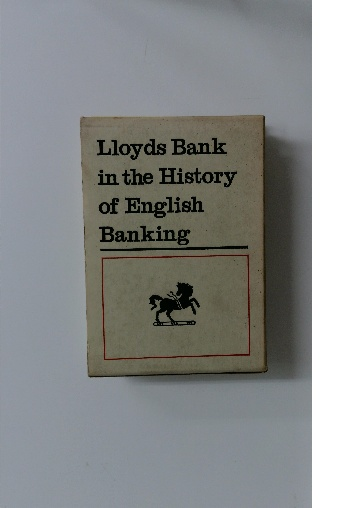 Lloyds Bank
in the History
of English
Banking